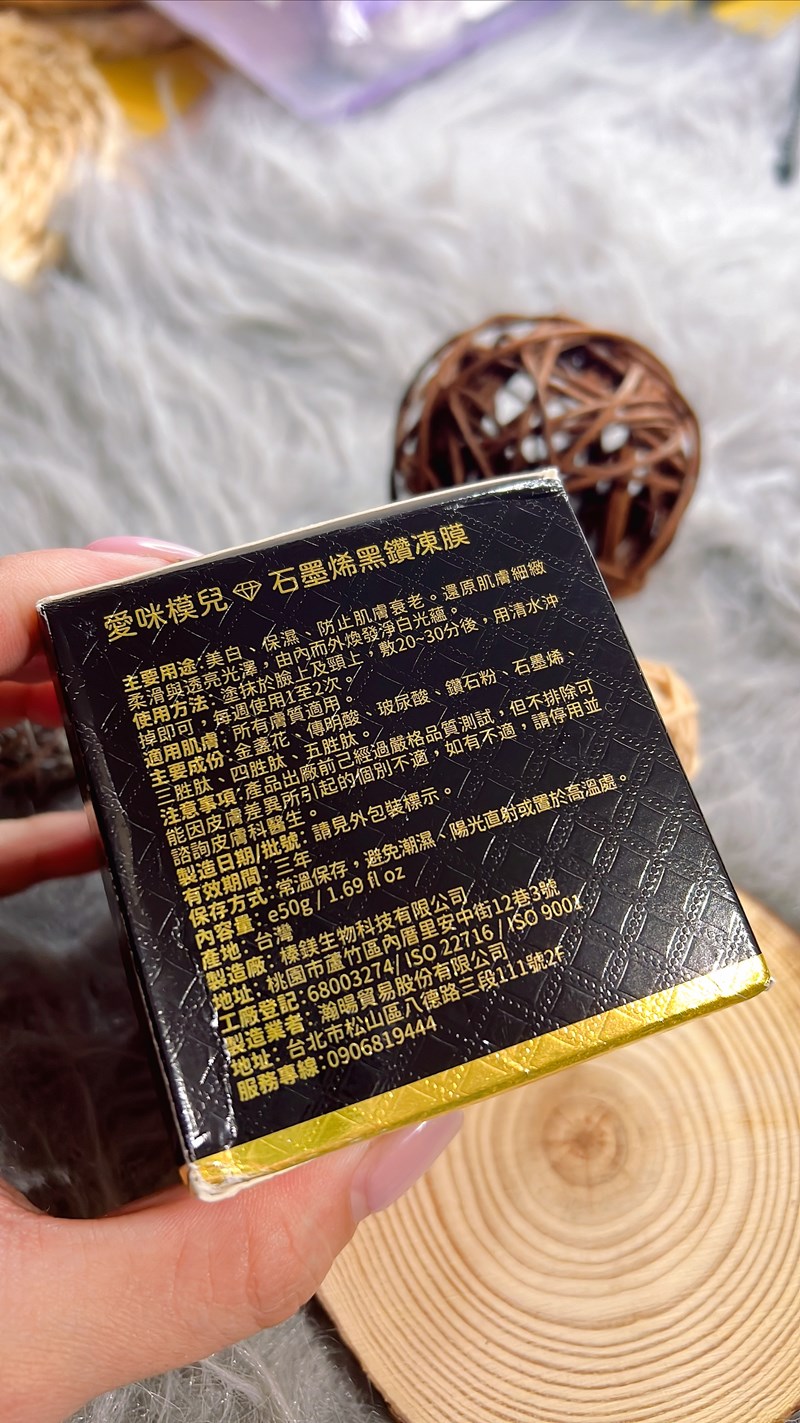 愛咪模兒 石墨烯黑鑽凍膜
主要用途:美白、保濕、防止肌膚衰老。還原肌膚細緻
柔滑與透亮光澤，由內而外煥發淨白光蘊。
使用方法:塗抹於臉上及頸上，敷20~30分後，用清水沖
掉即可，每週使用1至2次。
適用肌膚:所有膚質適用。
主要成份:金盞花、傳明酸、玻尿酸、鑽石粉、石墨烯、
三胜肽、四胜肽、五胜肽。
注意事項:產品出廠前己經過嚴格品質測試，但不排除可
能因皮膚差異所引起的個別不適，如有不適，請停用並
諮詢皮膚科醫生。
製造日期/批號:請見外包裝標示。
有效期間:三年
保存方式:常溫保存，避免潮濕、陽光直射或置於高溫處。
內容量:e50g / 1.69 fl oz
產地:台灣
製造廠:榛鎂生物科技有限公司
地址:桃園市蘆竹區內厝里安中街12巷3號
工廠登記:68003274/ ISO 22716 / ISO 9001
製造業者:瀚暘貿易股份有限公司
地址:台北市松山區八德路三段111號2F
服務專線:0906819444